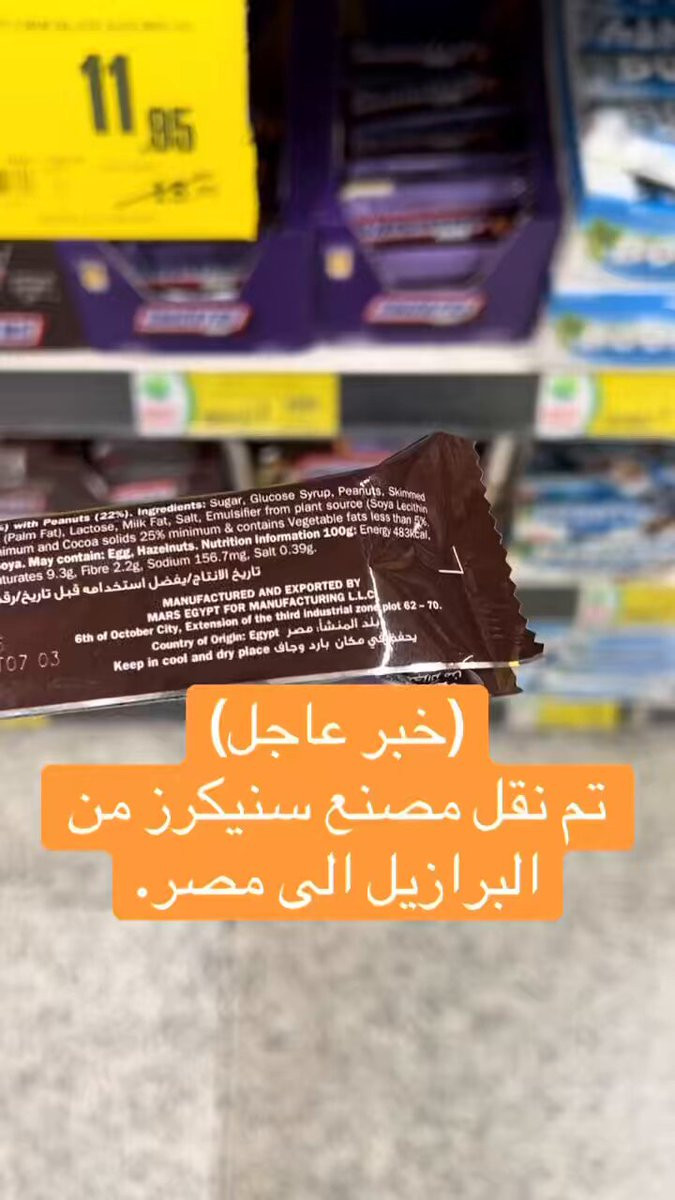 11
.95
with Peanuts (22%). Ingredients: Sugar, Glucose Syrup, Peanuts, Skimmed
(Palm Fat), Lactose, Milk Fat, Salt, Emulsifier from plant source (Soya Lecithin
and Cocoa solids 25% minimum & contains Vegetable fats less than 5%.
May contain: Egg, Hazelnuts. Nutrition Information 100g: Energy 483kcal,
9.3g, Fibre 2.2g, Sodium 156.7mg, Salt 0.39g.
تاريخ الانتاج/يفضل استخدامه قبل تاريخ/
MANUFACTURED AND EXPORTED BY
MARS EGYPT FOR MANUFACTURING L.L.C
6th of October City, Extension of the third industrial zone plot 62 – 70.
Country of Origin: Egypt بلد المنشأ: مصر
Keep in cool and dry place يحفظ في مكان بارد وجاف
07 03
(خبر عاجل)
تم نقل مصنع سنيكرز من
البرازيل الى مصر.